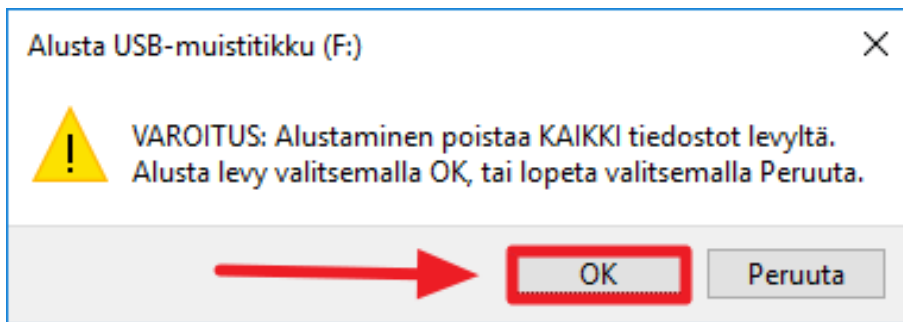 Alusta USB-muistitikku (F:)
VAROITUS: Alustaminen poistaa KAIKKI tiedostot levyltä.
Alusta levy valitsemalla OK, tai lopeta valitsemalla Peruuta.
OK Peruuta